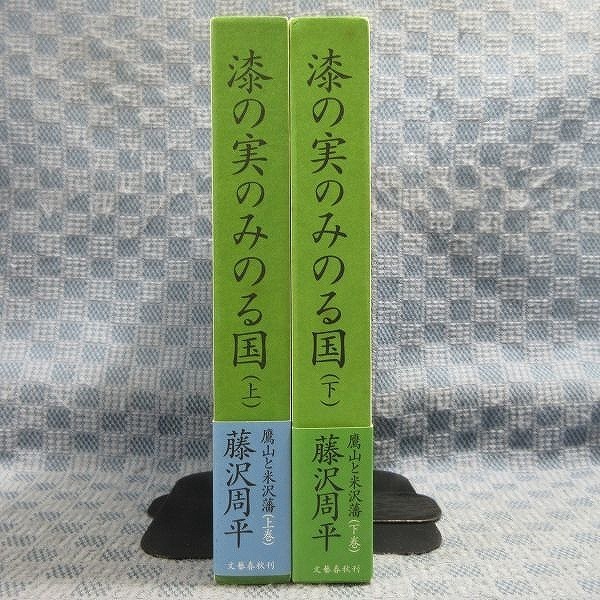 漆の実のみのる国(上)
鷹山と米沢藩(上巻)
藤沢周平
文藝春秋刊
漆の実のみのる国(下)
鷹山と米沢藩(下巻)
藤沢周平
文藝春秋刊